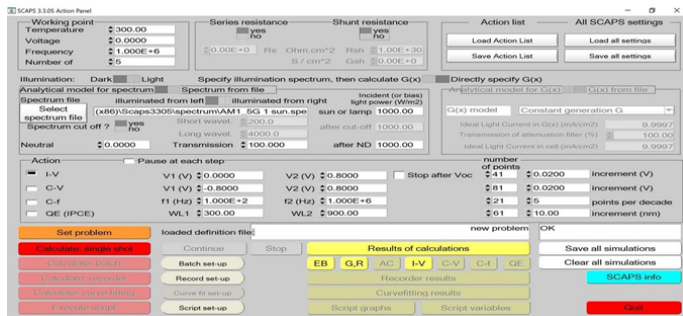 SCAPS 3.3.05 Action Panel
Working point
Temperature 300.00
Voltage 0.0000
Frequency 1.000E+6
Number of 5
Series resistance Shunt resistance
yes yes
no no
0.00E+0 Rs Ohm.cm^2 Rsh 1.00E+30
S / cm^2 Gsh 0.00E+0
Action list All SCAPS settings
Load Action List Load all settings
Save Action List Save all settings
Illumination: Dark Light Specify illumination spectrum, then calculate G(x) Directly specify G(x)
Analytical model for spectrum Spectrum from file
Spectrum file illuminated from left illuminated from right Incident (or bias)
light power (W/m2)
Select
spectrum file (x86)\Scaps3305\spectrum\AM1_5G 1 sun.spe sun or lamp 1000.00
Spectrum cut off ? yes
no
Short wavel. 200.0
Long wavel. 4000.0
after cut-off 1000.00
Neutral 0.0000 Transmission 100.000 after ND 1000.00
Analytical model for G(x) G(x) from file
G(x) model Constant generation G
Ideal Light Current in G(x) (mA/cm2) 9.9997
Transmission of attenuation filter (%) 100.00
Ideal Light Current in cell (mA/cm2) 9.9997
Action Pause at each step number
of points
I-V V1 (V) 0.0000 V2 (V) 0.8000 Stop after Voc 41 0.0200 increment (V)
C-V V1 (V) -0.8000 V2 (V) 0.8000 81 0.0200 increment (V)
C-f f1 (Hz) 1.000E+2 f2 (Hz) 1.000E+6 21 5 points per decade
QE (IPCE) WL1 300.00 WL2 900.00 61 10.00 increment (nm)
Set problem loaded definition file: new problem OK
Calculate: single shot Continue Stop Results of calculations Save all simulations
Calculate: batch Batch set-up EB G,R AC I-V C-V C-f QE Clear all simulations
Calculate: recorder Record set-up Recorder results SCAPS info
Calculate: curve fitting Curve fit set-up Curvefitting results
Execute script Script set-up Script graphs Script variables Quit